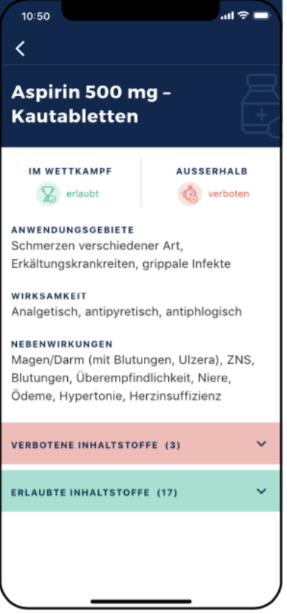 10:50
Aspirin 500 mg –
Kautabletten
IM WETTKAMPF
erlaubt
AUSSERHALB
verboten
ANWENDUNGSGEBIETE
Schmerzen verschiedener Art,
Erkältungskrankreiten, grippale Infekte
WIRKSAMKEIT
Analgetisch, antipyretisch, antiphlogisch
NEBENWIRKUNGEN
Magen/Darm (mit Blutungen, Ulzera), ZNS,
Blutungen, Überempfindlichkeit, Niere,
Ödeme, Hypertonie, Herzinsuffizienz
VERBOTENE INHALTSTOFFE (3)
ERLAUBTE INHALTSTOFFE (17)